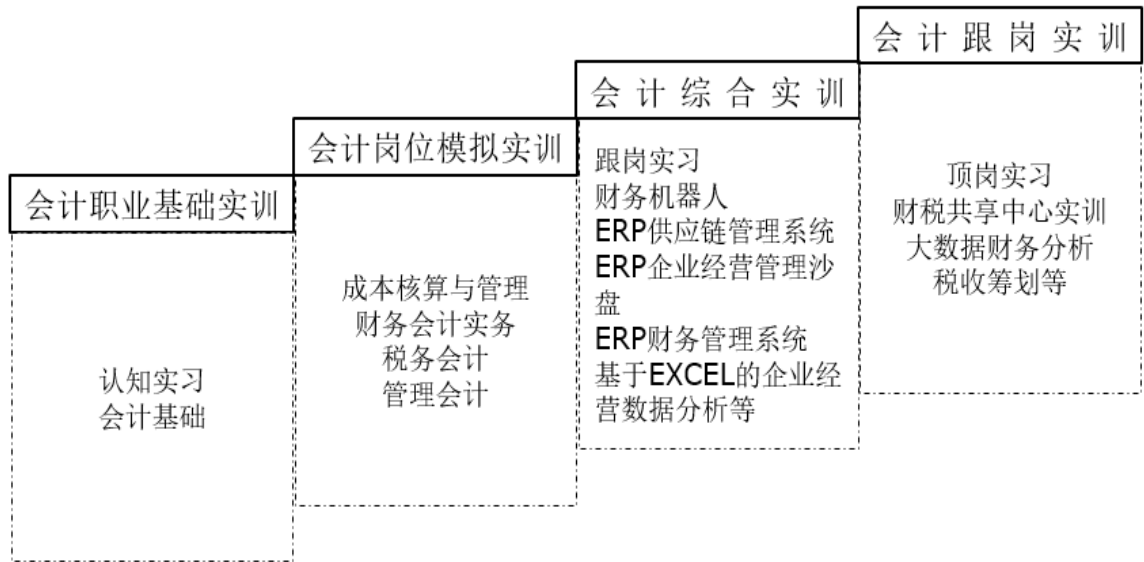 会计职业基础实训
认知实习
会计基础
会计岗位模拟实训
成本核算与管理
财务会计实务
税务会计
管理会计
会计综合实训
跟岗实习
财务机器人
ERP供应链管理系统
ERP企业经营管理沙
盘
ERP财务管理系统
基于EXCEL的企业经
营数据分析等
会计跟岗实训
顶岗实习
财税共享中心实训
大数据财务分析
税收筹划等